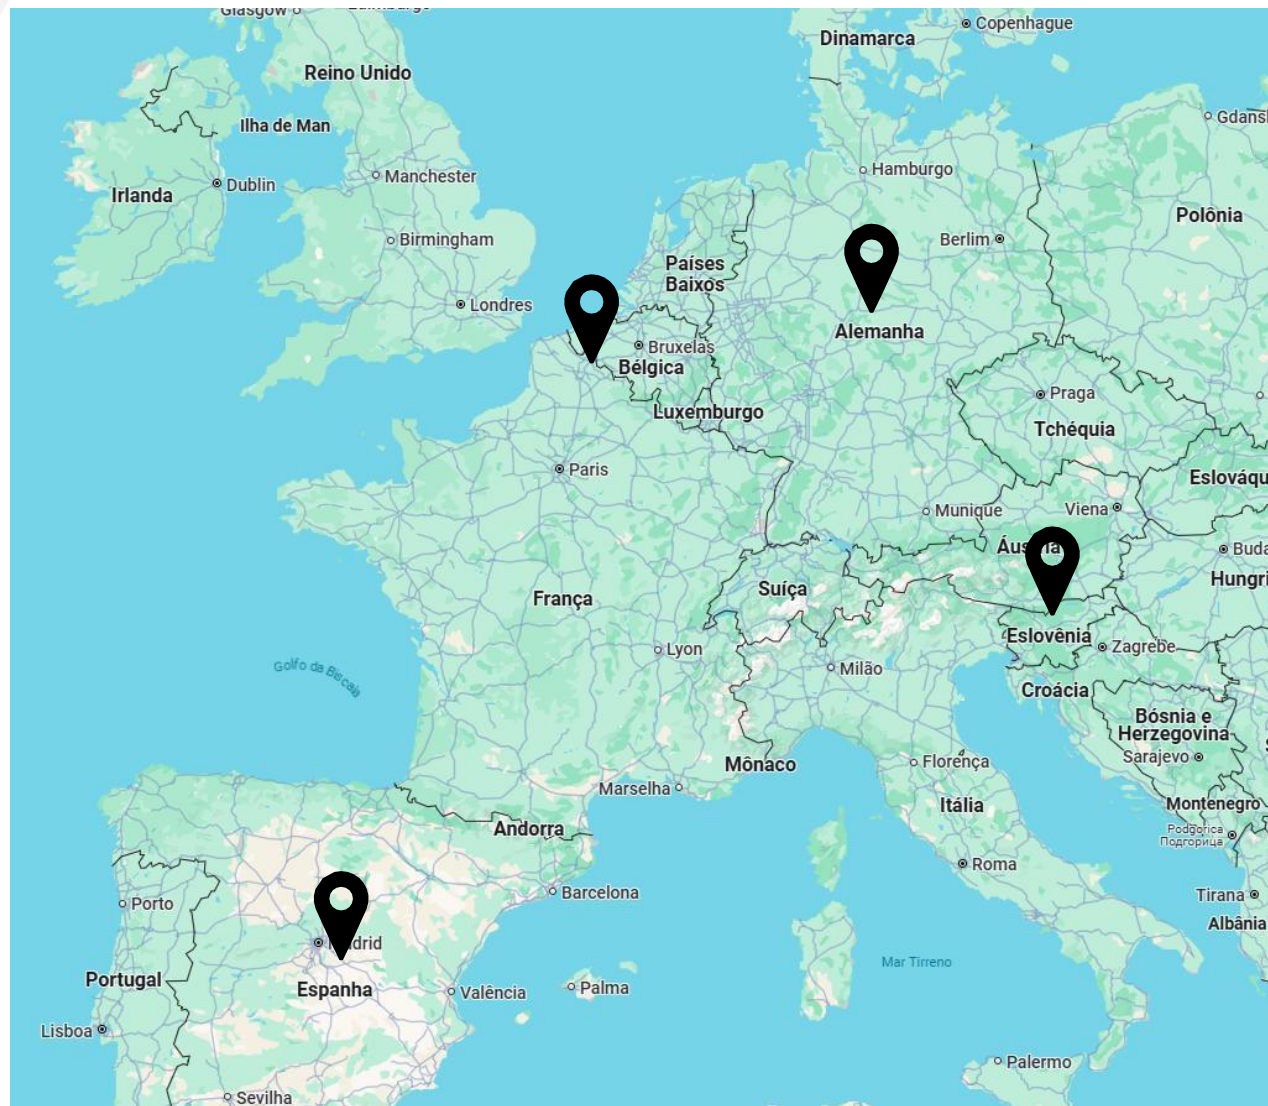 Glasgow
Copenhague
Dinamarca
Reino Unido
Gdansk
Ilha de Man
Hamburgo
Manchester
Dublin
Irlanda
Polônia
Birmingham
Berlim
Países
Baixos
Londres
Alemanha
Bruxelas
Bélgica
Praga
Luxemburgo
Tchéquia
Paris
Eslováqu
Munique
Viena
Buda
Hungri
Suíça
França
Eslovênia
Zagrebe
Lyon
Golfo da Biscaia
Milão
Croácia
Bósnia e
Herzegovina
Sarajevo
Florença
Mônaco
Marselha
Itália
Montenegro
Andorra
Podgorica
Подгорица
Roma
Barcelona
Tirana
Porto
Albânia
Madrid
Mar Tirreno
Portugal
Espanha
Valência
Palma
Lisboa
Palermo
Sevilha